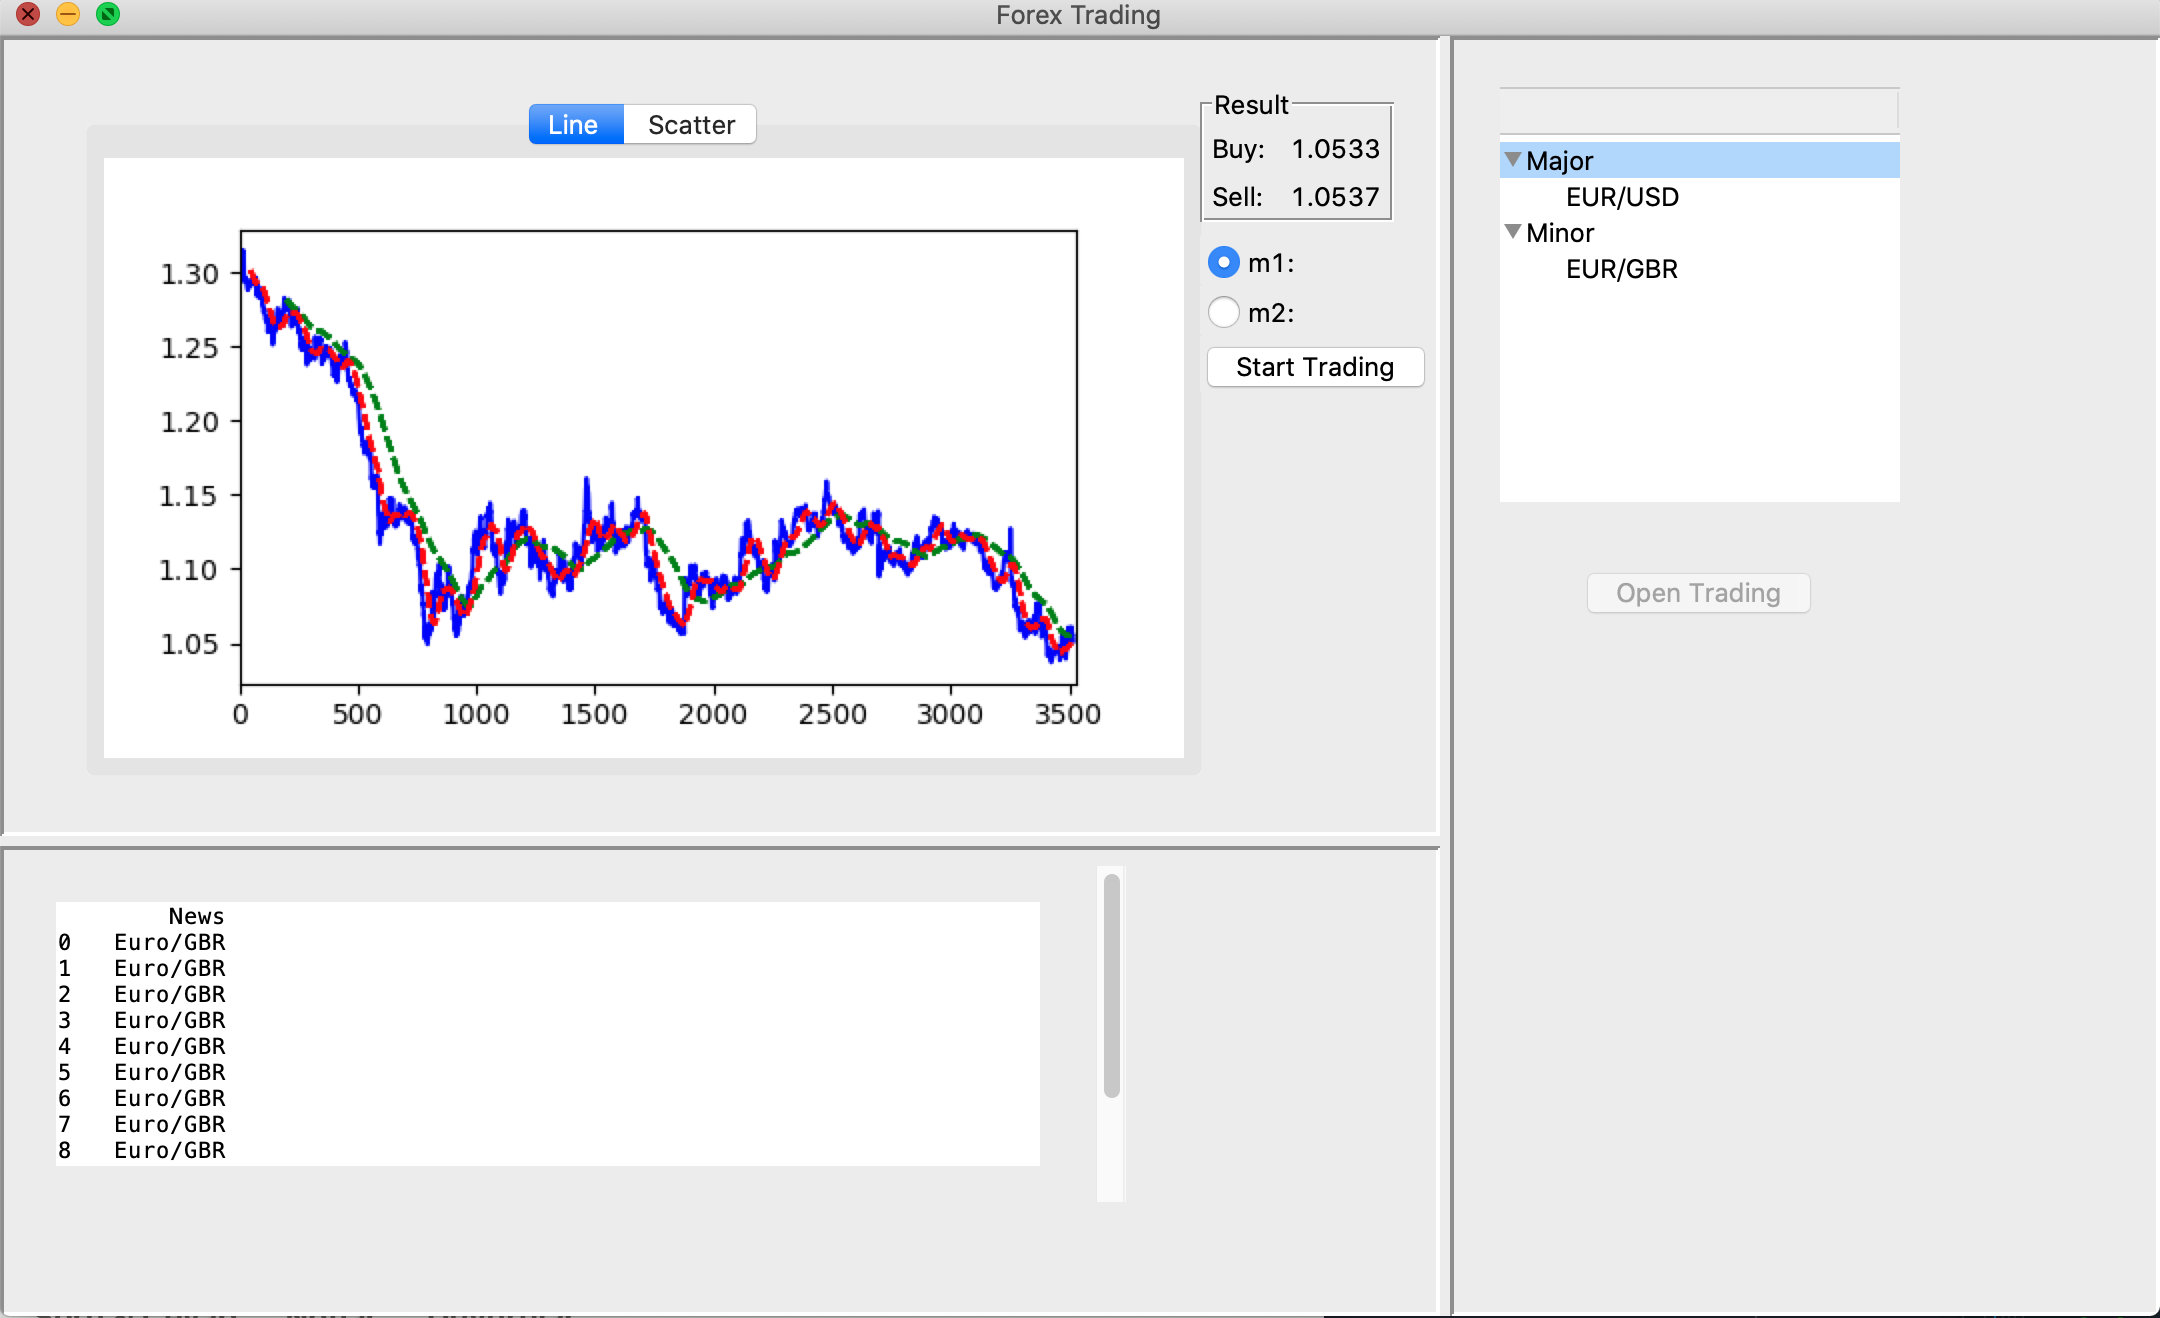 Forex Trading
Line Scatter
1.30
1.25
1.20
1.15
1.10
1.05
0 500 1000 1500 2000 2500 3000 3500
Result
Buy: 1.0533
Sell: 1.0537
m1:
m2:
Start Trading
Major
EUR/USD
Minor
EUR/GBR
Open Trading
News
0 Euro/GBR
1 Euro/GBR
2 Euro/GBR
3 Euro/GBR
4 Euro/GBR
5 Euro/GBR
6 Euro/GBR
7 Euro/GBR
8 Euro/GBR